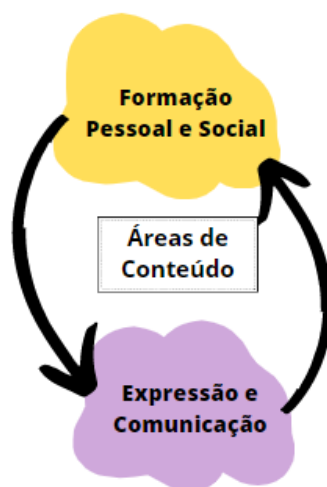 Formação
Pessoal e Social
Áreas de
Conteúdo
Expressão e
Comunicação